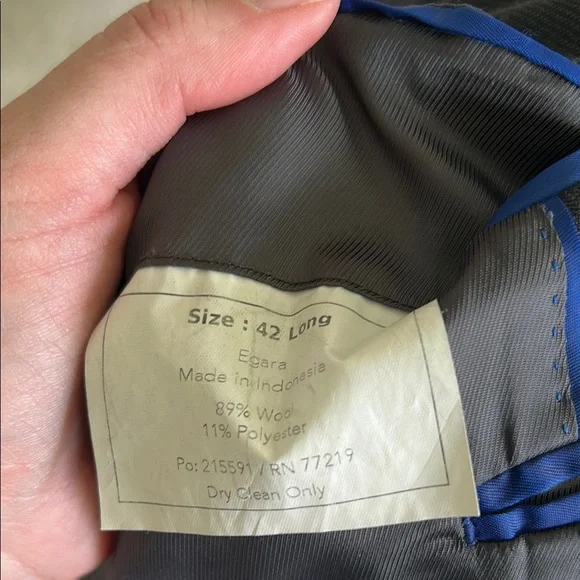 Size : 42 Long
Egara
Made in Indonesia
89% Wool
11% Polyester
Po: 215591 / RN 77219
Dry Clean Only